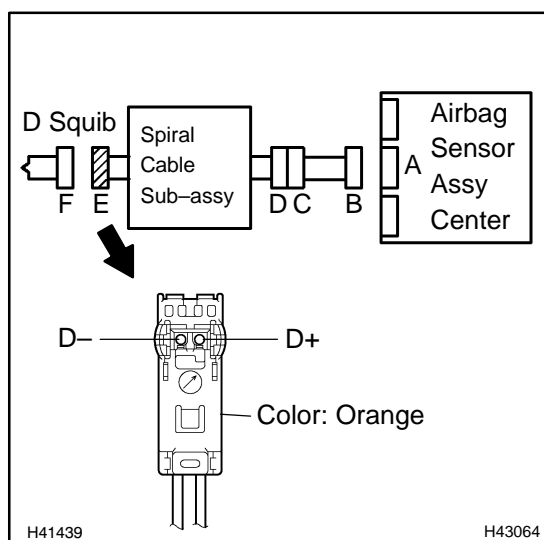 D Squib
Spiral
Cable
Sub–assy
Airbag
Sensor
Assy
Center
A
F
E
D
C
B
D–
D+
Color: Orange
H41439
H43064